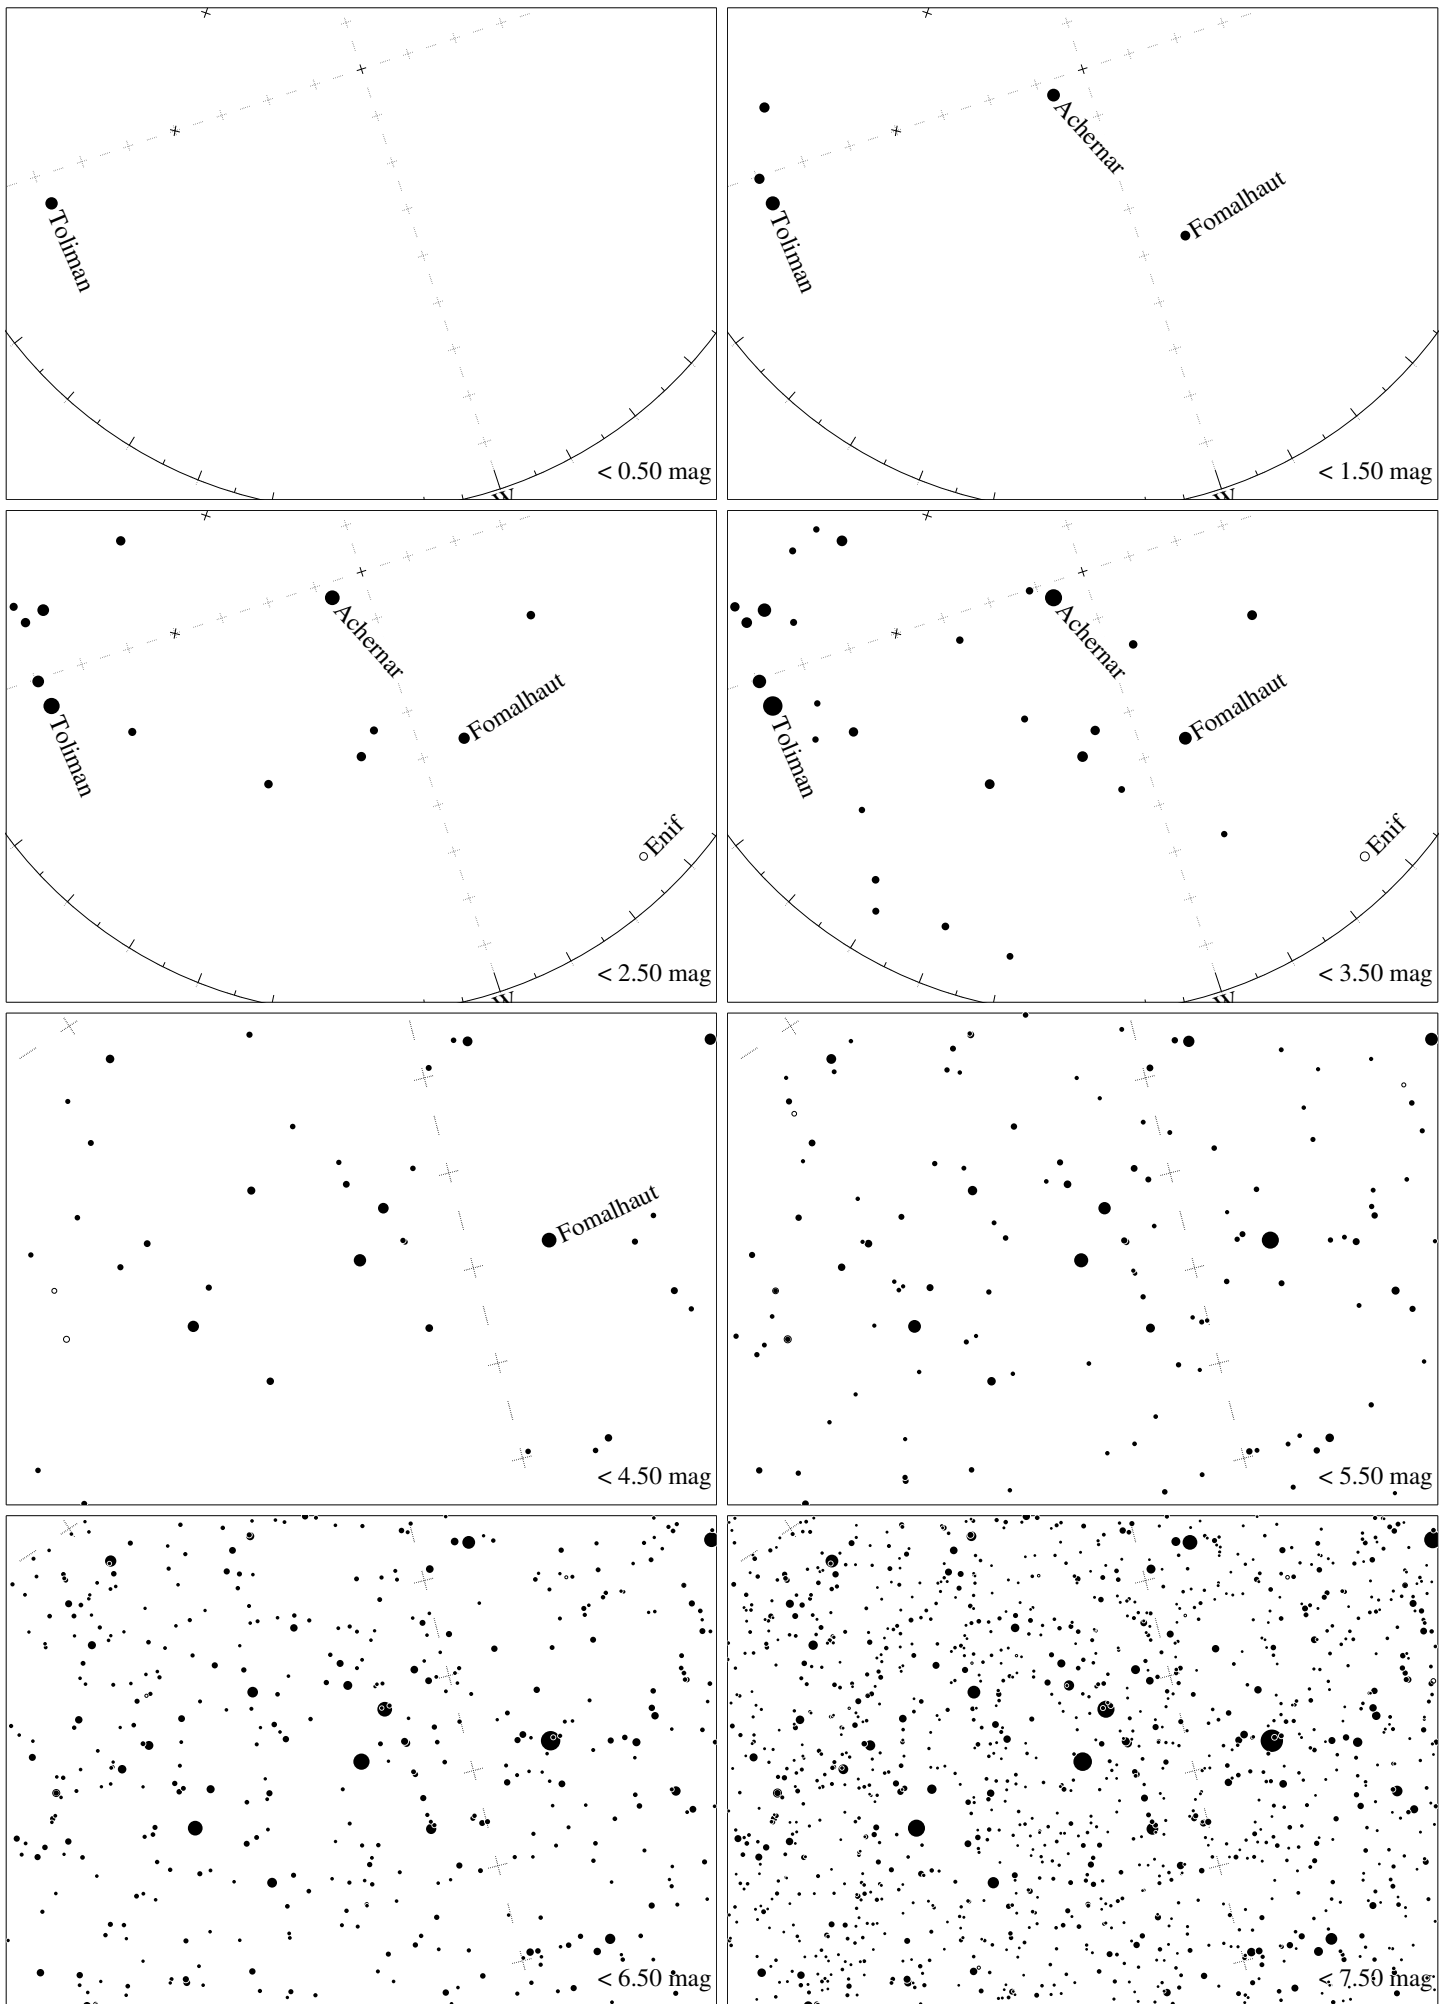 Toliman
W
< 0.50 mag
Achernar
Toliman
Fomalhaut
W
< 1.50 mag
Achernar
Toliman
Fomalhaut
Enif
W
< 2.50 mag
Achernar
Toliman
Fomalhaut
Enif
W
< 3.50 mag
Fomalhaut
< 4.50 mag
< 5.50 mag
< 6.50 mag
< 7.50 mag